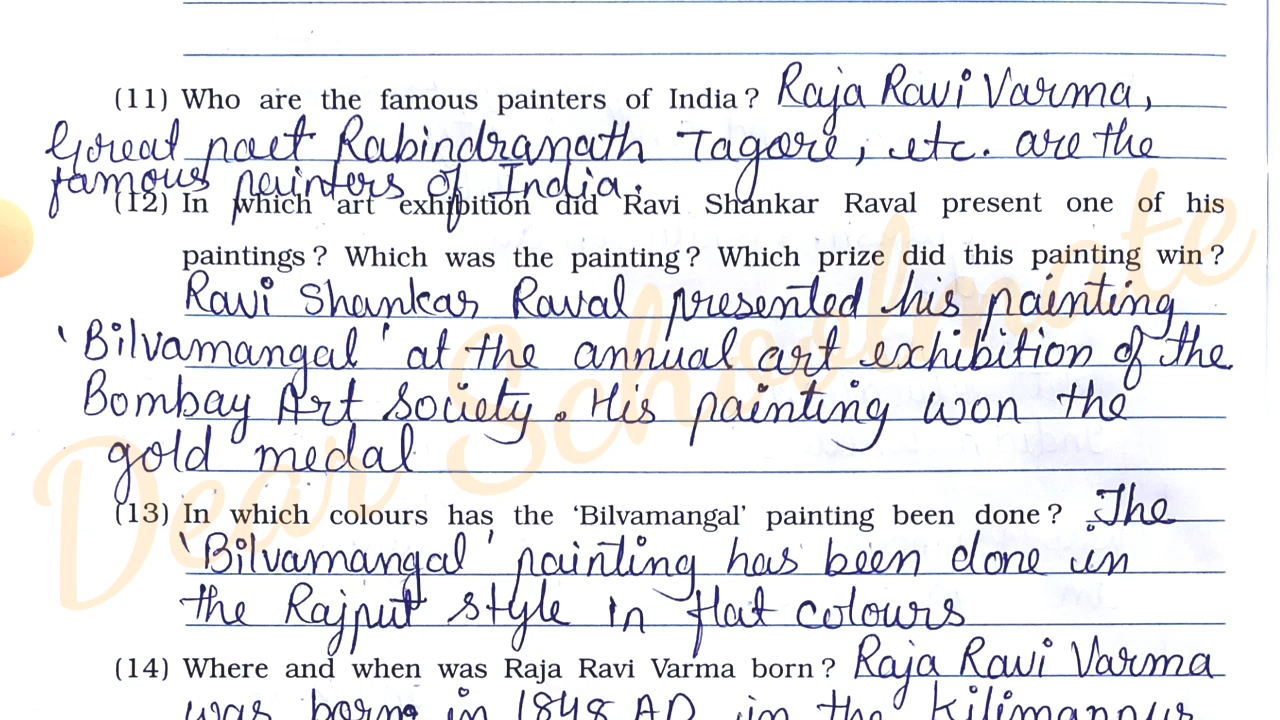 (11) Who are the famous painters of India? Raja Ravi Varma,
Great poet Rabindranath Tagore, etc. are the
famous painters of India.
(12) In which art exhibition did Ravi Shankar Raval present one of his
paintings? Which was the painting? Which prize did this painting win?
Ravi Shankar Raval presented his painting
'Bilvamangal' at the annual art exhibition of the
Bombay Art Society. His painting won the
gold medal
(13) In which colours has the 'Bilvamangal' painting been done? The
'Bilvamangal' painting has been done in
the Rajput style in flat colours
(14) Where and when was Raja Ravi Varma born? Raja Ravi Varma
was born in 1848 AD in the Kilimannur
Dear Schoolmate